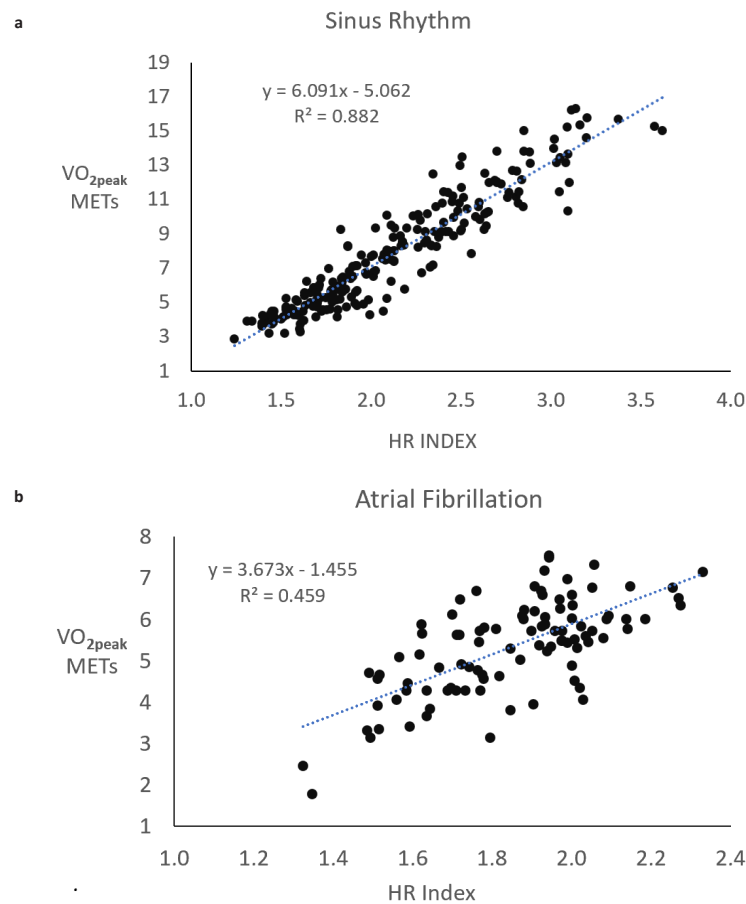 a
Sinus Rhythm
19
17
15
13
11
9
7
5
3
1
y = 6.091x - 5.062
R² = 0.882
VO2peak
METs
1.0 1.5 2.0 2.5 3.0 3.5 4.0
HR INDEX
b
Atrial Fibrillation
8
7
6
5
4
3
2
1
y = 3.673x - 1.455
R² = 0.459
VO2peak
METs
1.0 1.2 1.4 1.6 1.8 2.0 2.2 2.4
HR Index